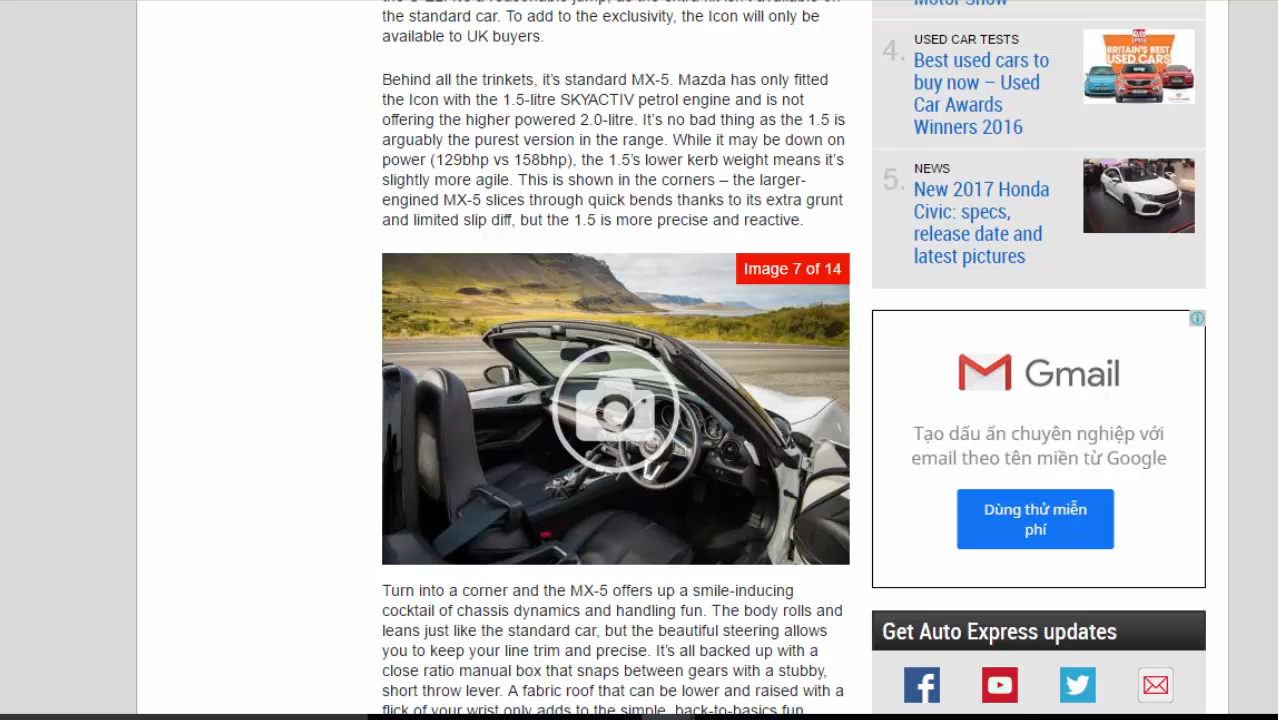 the standard car. To add to the exclusivity, the Icon will only be
available to UK buyers.
Behind all the trinkets, it's standard MX-5. Mazda has only fitted
the Icon with the 1.5-litre SKYACTIV petrol engine and is not
offering the higher powered 2.0-litre. It's no bad thing as the 1.5 is
arguably the purest version in the range. While it may be down on
power (129bhp vs 158bhp), the 1.5's lower kerb weight means it's
slightly more agile. This is shown in the corners – the larger-
engined MX-5 slices through quick bends thanks to its extra grunt
and limited slip diff, but the 1.5 is more precise and reactive.
Image 7 of 14
Turn into a corner and the MX-5 offers up a smile-inducing
cocktail of chassis dynamics and handling fun. The body rolls and
leans just like the standard car, but the beautiful steering allows
you to keep your line trim and precise. It's all backed up with a
close ratio manual box that snaps between gears with a stubby,
short throw lever. A fabric roof that can be lower and raised with a
flick of your wrist only adds to the simple, back-to-basics fun
Motor Show
4.
USED CAR TESTS
Best used cars to
buy now – Used
Car Awards
Winners 2016
BRITAIN'S BEST
USED CARS
5.
NEWS
New 2017 Honda
Civic: specs,
release date and
latest pictures
Gmail
Tạo dấu ấn chuyên nghiệp với
email theo tên miền từ Google
Dùng thử miễn
phí
Get Auto Express updates